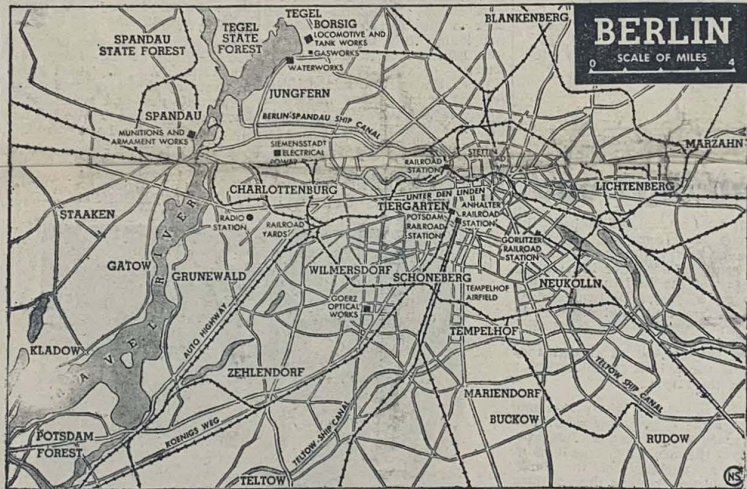 BERLIN
SCALE OF MILES
0 4
TEGEL
BORSIG
LOCOMOTIVE AND
TANK WORKS
GASWORKS
WATERWORKS
TEGEL
STATE
FOREST
SPANDAU
STATE FOREST
BLANKENBERG
JUNGFERN
SPANDAU
MUNITIONS AND
ARMAMENT WORKS
BERLIN-SPANDAU SHIP CANAL
SIEMENSSTADT
ELECTRICAL
POWER
STETTIN
RAILROAD
STATION
MARZAHN
CHARLOTTENBURG
UNTER DEN LINDEN
LICHTENBERG
TIERGARTEN
POTSDAM
RAILROAD
STATION
ANHALTER
RAILROAD
STATION
GORLITZER
RAILROAD
STATION
STAAKEN
RADIO
STATION
RAILROAD
YARDS
GATOW
GRUNEWALD
WILMERSDORF
SCHONEBERG
NEUKOLLN
TEMPELHOF
AIRFIELD
GOERZ
OPTICAL
WORKS
TEMPELHOF
AVEL RIVER
AUTO HIGHWAY
KLADOW
ZEHLENDORF
TELTOW SHIP CANAL
MARIENDORF
BUCKOW
RUDOW
POTSDAM
FOREST
KOENIGS WEG
TELTOW-SHIP CANAL
TELTOW
CNS